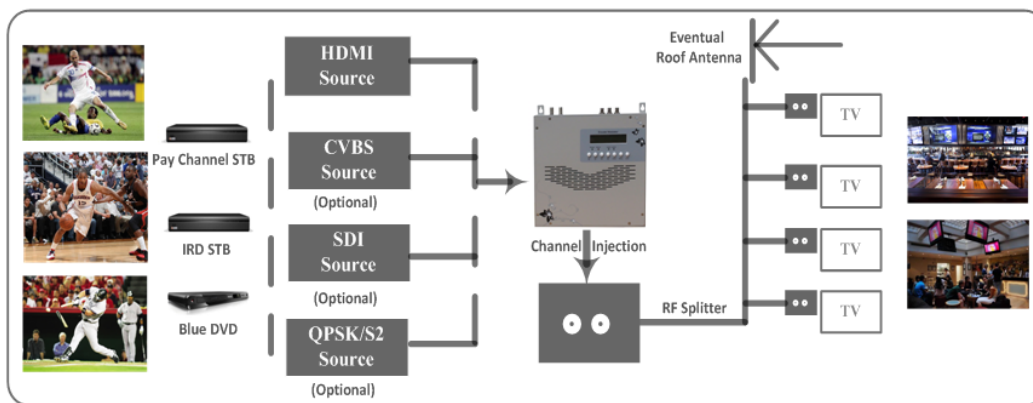 HDMI
Source
Eventual
Roof Antenna
Pay Channel STB
CVBS
Source
(Optional)
IRD STB
SDI
Source
(Optional)
Blue DVD
QPSK/S2
Source
(Optional)
Channel Injection
RF Splitter
TV
TV
TV
TV